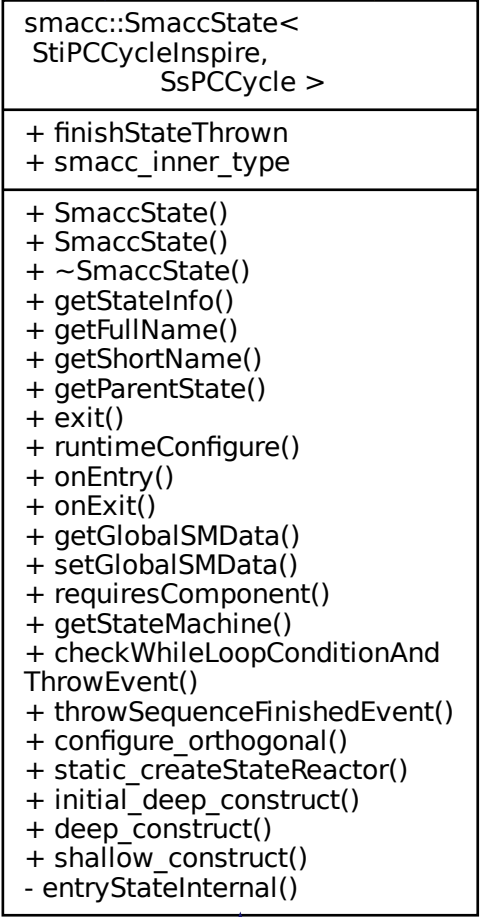 smacc::SmaccState<
StiPCCycleInspire,
SsPCCycle >
+ finishStateThrown
+ smacc_inner_type
+ SmaccState()
+ SmaccState()
+ ~SmaccState()
+ getStateInfo()
+ getFullName()
+ getShortName()
+ getParentState()
+ exit()
+ runtimeConfigure()
+ onEntry()
+ onExit()
+ getGlobalSMData()
+ setGlobalSMData()
+ requiresComponent()
+ getStateMachine()
+ checkWhileLoopConditionAnd
ThrowEvent()
+ throwSequenceFinishedEvent()
+ configure_orthogonal()
+ static_createStateReactor()
+ initial_deep_construct()
+ deep_construct()
+ shallow_construct()
- entryStateInternal()